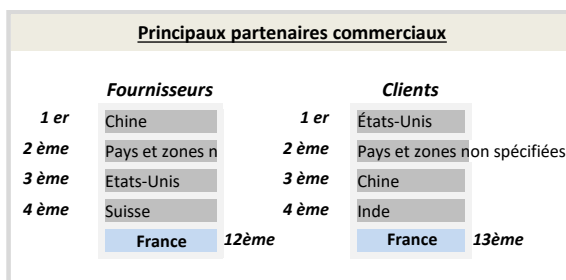 Principaux partenaires commerciaux
Fournisseurs Clients
1 er Chine 1 er États-Unis
2 ème Pays et zones n 2 ème Pays et zones non spécifiées
3 ème Etats-Unis 3 ème Chine
4 ème Suisse 4 ème Inde
France 12ème France 13ème